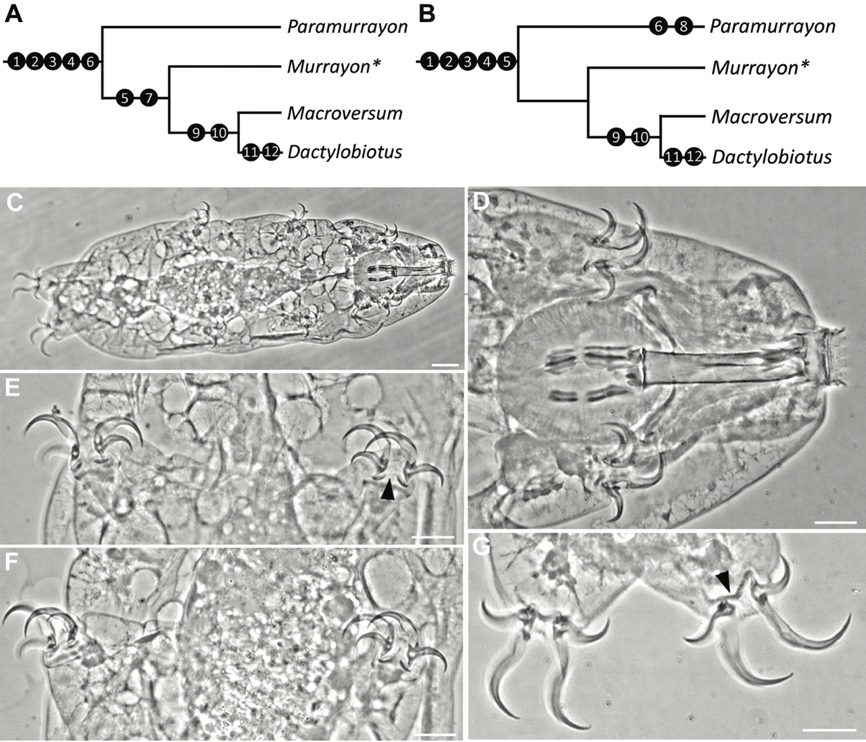 A
1 2 3 4 6
Paramurrayon
5 7
Murrayon*
9 10
Macroversum
11 12
Dactylobiotus
B
1 2 3 4 5
6 8
Paramurrayon
Murrayon*
9 10
Macroversum
11 12
Dactylobiotus
C
D
E
F
G